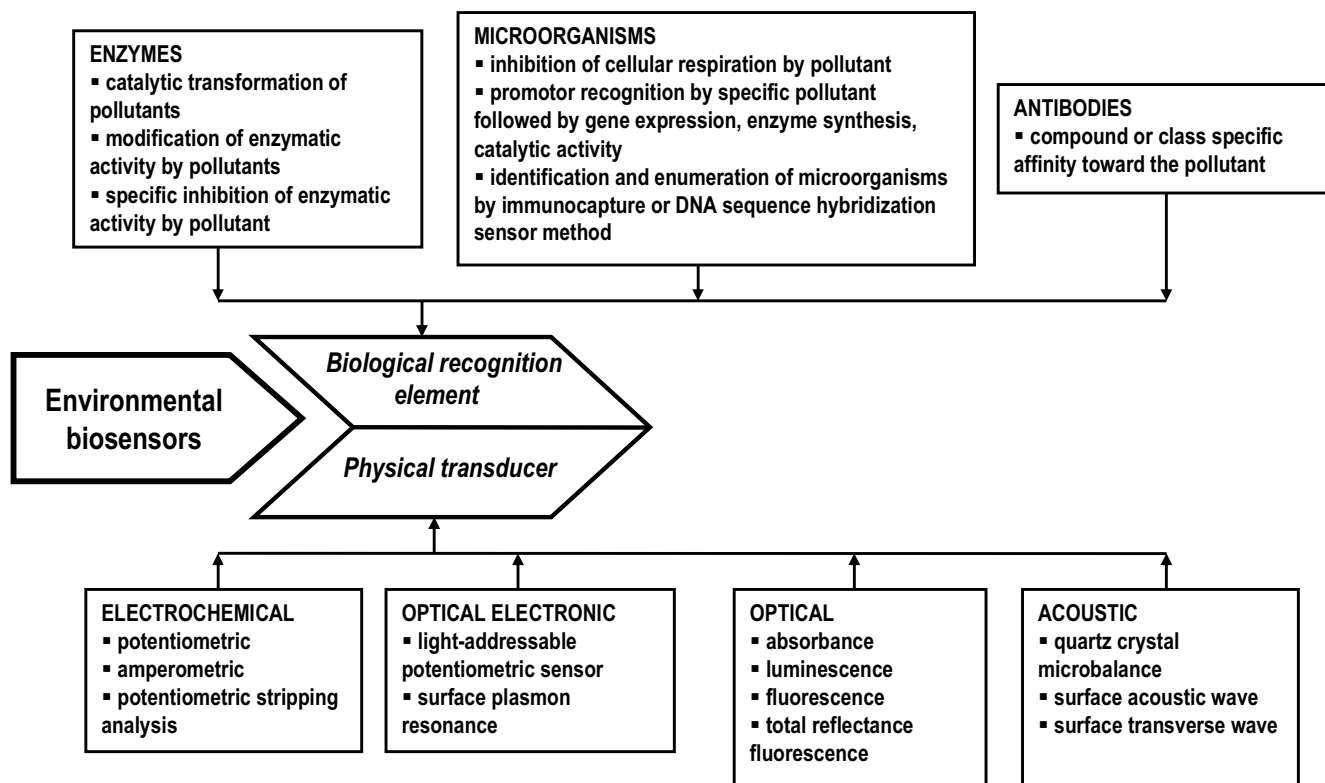 ENZYMES
▪ catalytic transformation of
pollutants
▪ modification of enzymatic
activity by pollutants
▪ specific inhibition of enzymatic
activity by pollutant
MICROORGANISMS
▪ inhibition of cellular respiration by pollutant
▪ promotor recognition by specific pollutant
followed by gene expression, enzyme synthesis,
catalytic activity
▪ identification and enumeration of microorganisms
by immunocapture or DNA sequence hybridization
sensor method
ANTIBODIES
▪ compound or class specific
affinity toward the pollutant
Environmental
biosensors
Biological recognition
element
Physical transducer
ELECTROCHEMICAL
▪ potentiometric
▪ amperometric
▪ potentiometric stripping
analysis
OPTICAL ELECTRONIC
▪ light-addressable
potentiometric sensor
▪ surface plasmon
resonance
OPTICAL
▪ absorbance
▪ luminescence
▪ fluorescence
▪ total reflectance
fluorescence
ACOUSTIC
▪ quartz crystal
microbalance
▪ surface acoustic wave
▪ surface transverse wave